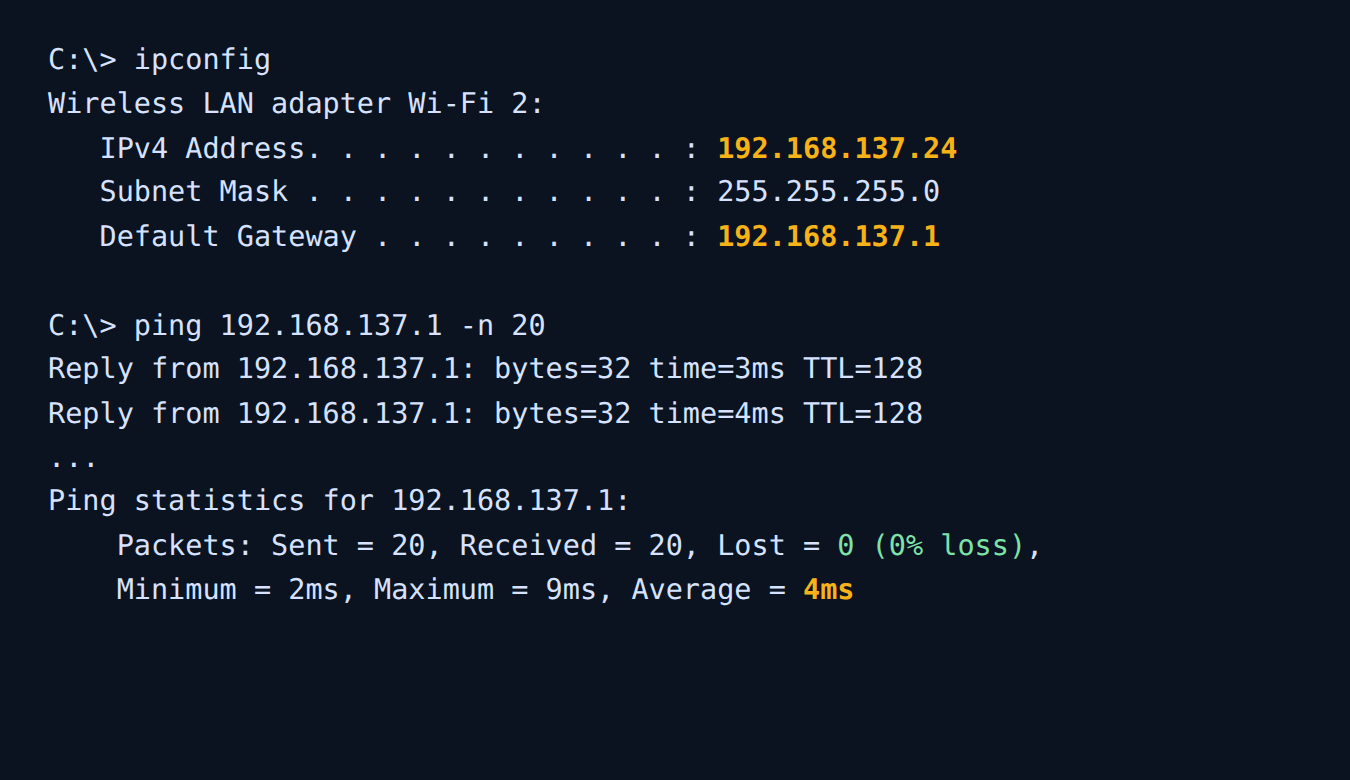 C:\> ipconfig
Wireless LAN adapter Wi-Fi 2:
   IPv4 Address. . . . . . . . . . . : 192.168.137.24
   Subnet Mask . . . . . . . . . . . : 255.255.255.0
   Default Gateway . . . . . . . . . : 192.168.137.1
C:\> ping 192.168.137.1 -n 20
Reply from 192.168.137.1: bytes=32 time=3ms TTL=128
Reply from 192.168.137.1: bytes=32 time=4ms TTL=128
...
Ping statistics for 192.168.137.1:
    Packets: Sent = 20, Received = 20, Lost = 0 (0% loss),
    Minimum = 2ms, Maximum = 9ms, Average = 4ms